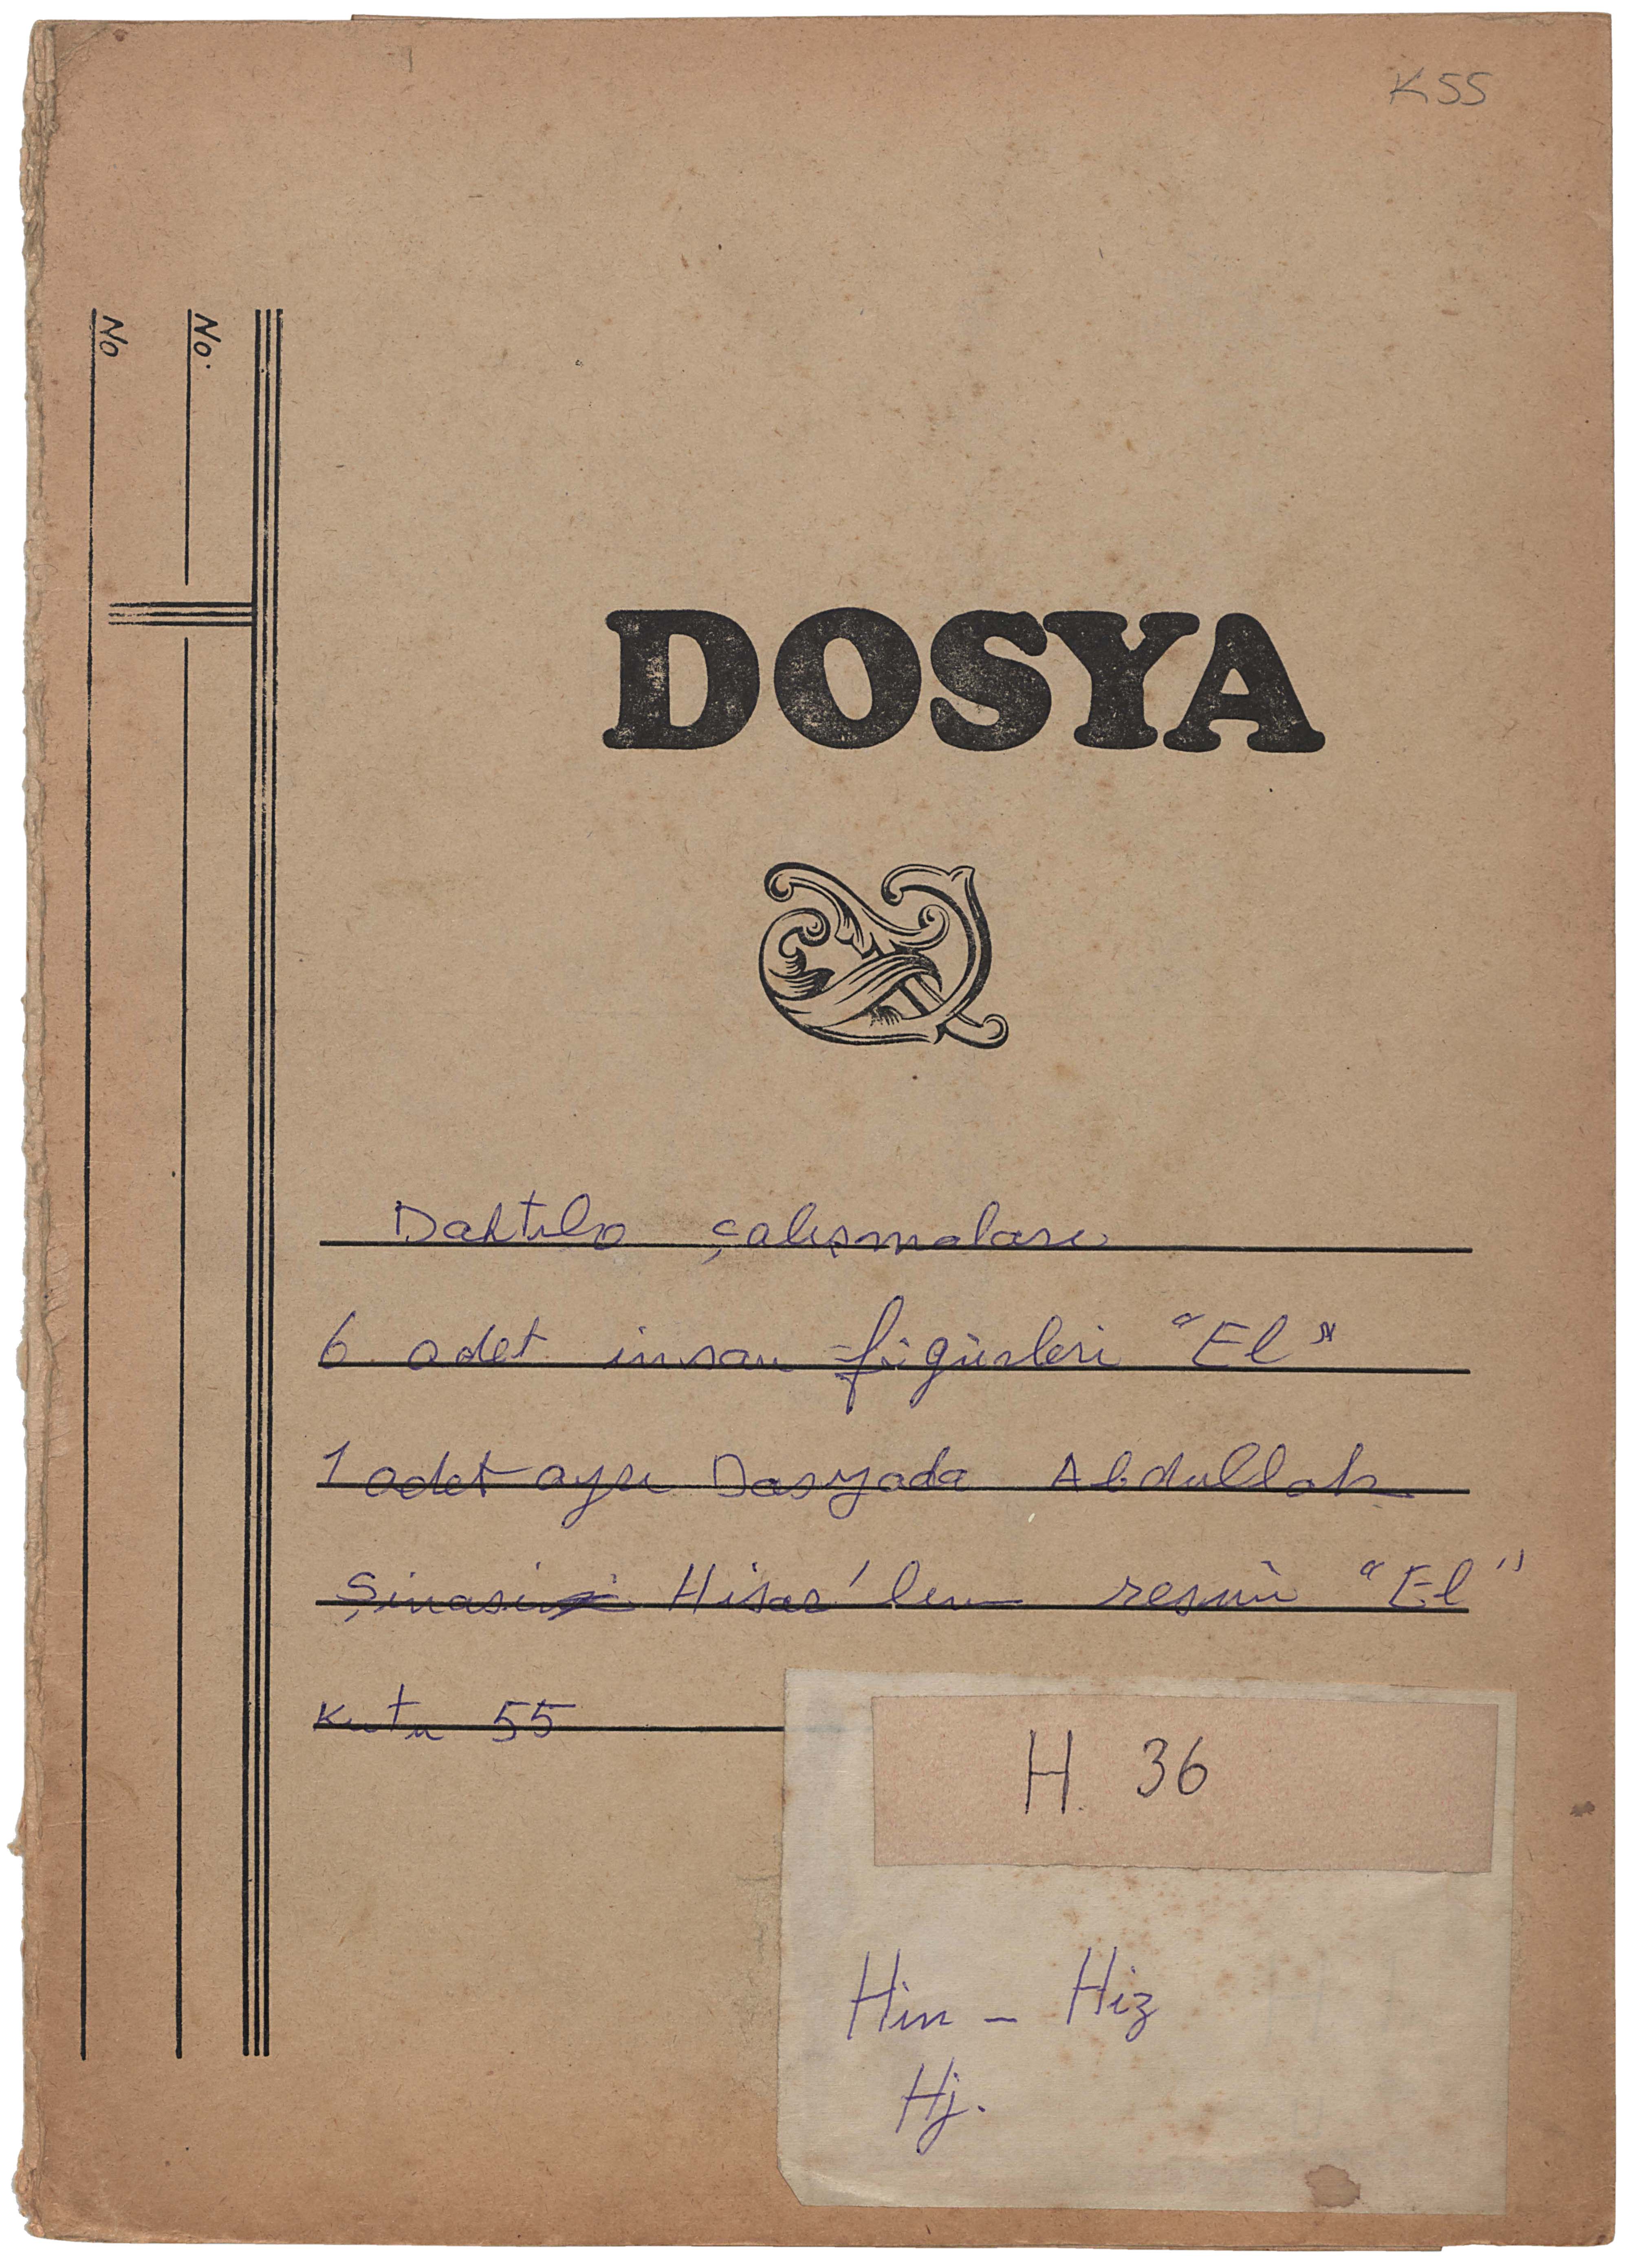 K55
No
No.
DOSYA
Daktilo çalışmaları
6 adet insan figürleri "El"
1 adet ayrı Dosyada Abdullah
Şinasi Hisar'ın resmi "El"
Kutu 55
H. 36
Hin - Hiz
Hj.